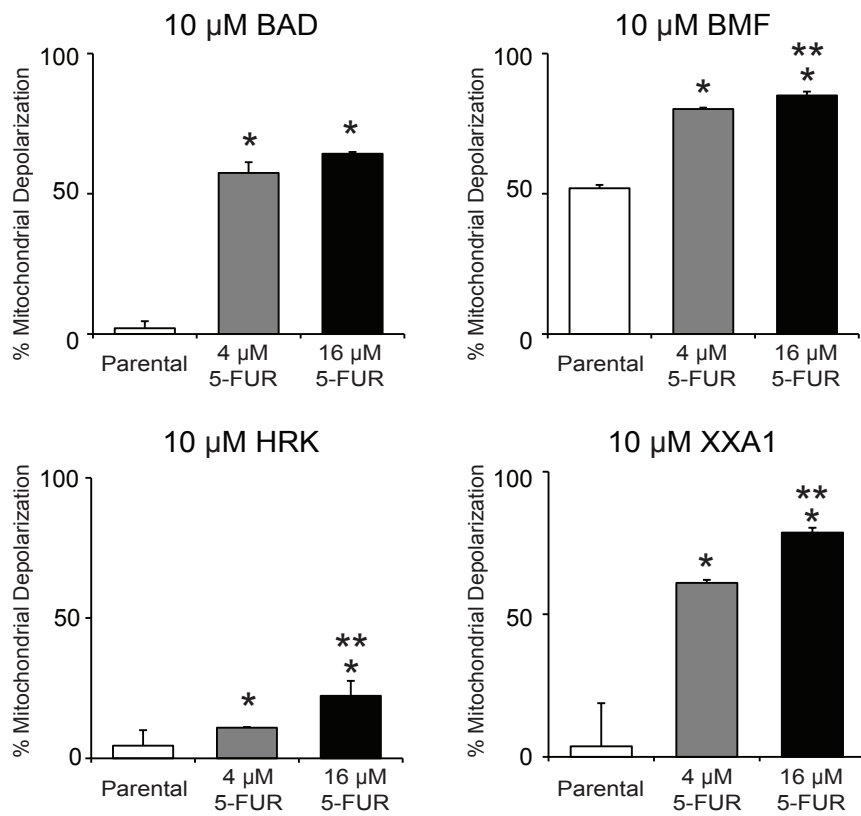 10 µM BAD
% Mitochondrial Depolarization
100
50
0
*
*
Parental
4 µM
5-FUR
16 µM
5-FUR
10 µM BMF
% Mitochondrial Depolarization
100
50
0
*
**
*
Parental
4 µM
5-FUR
16 µM
5-FUR
10 µM HRK
% Mitochondrial Depolarization
100
50
0
*
**
*
Parental
4 µM
5-FUR
16 µM
5-FUR
10 µM XXA1
% Mitochondrial Depolarization
100
50
0
*
**
*
Parental
4 µM
5-FUR
16 µM
5-FUR